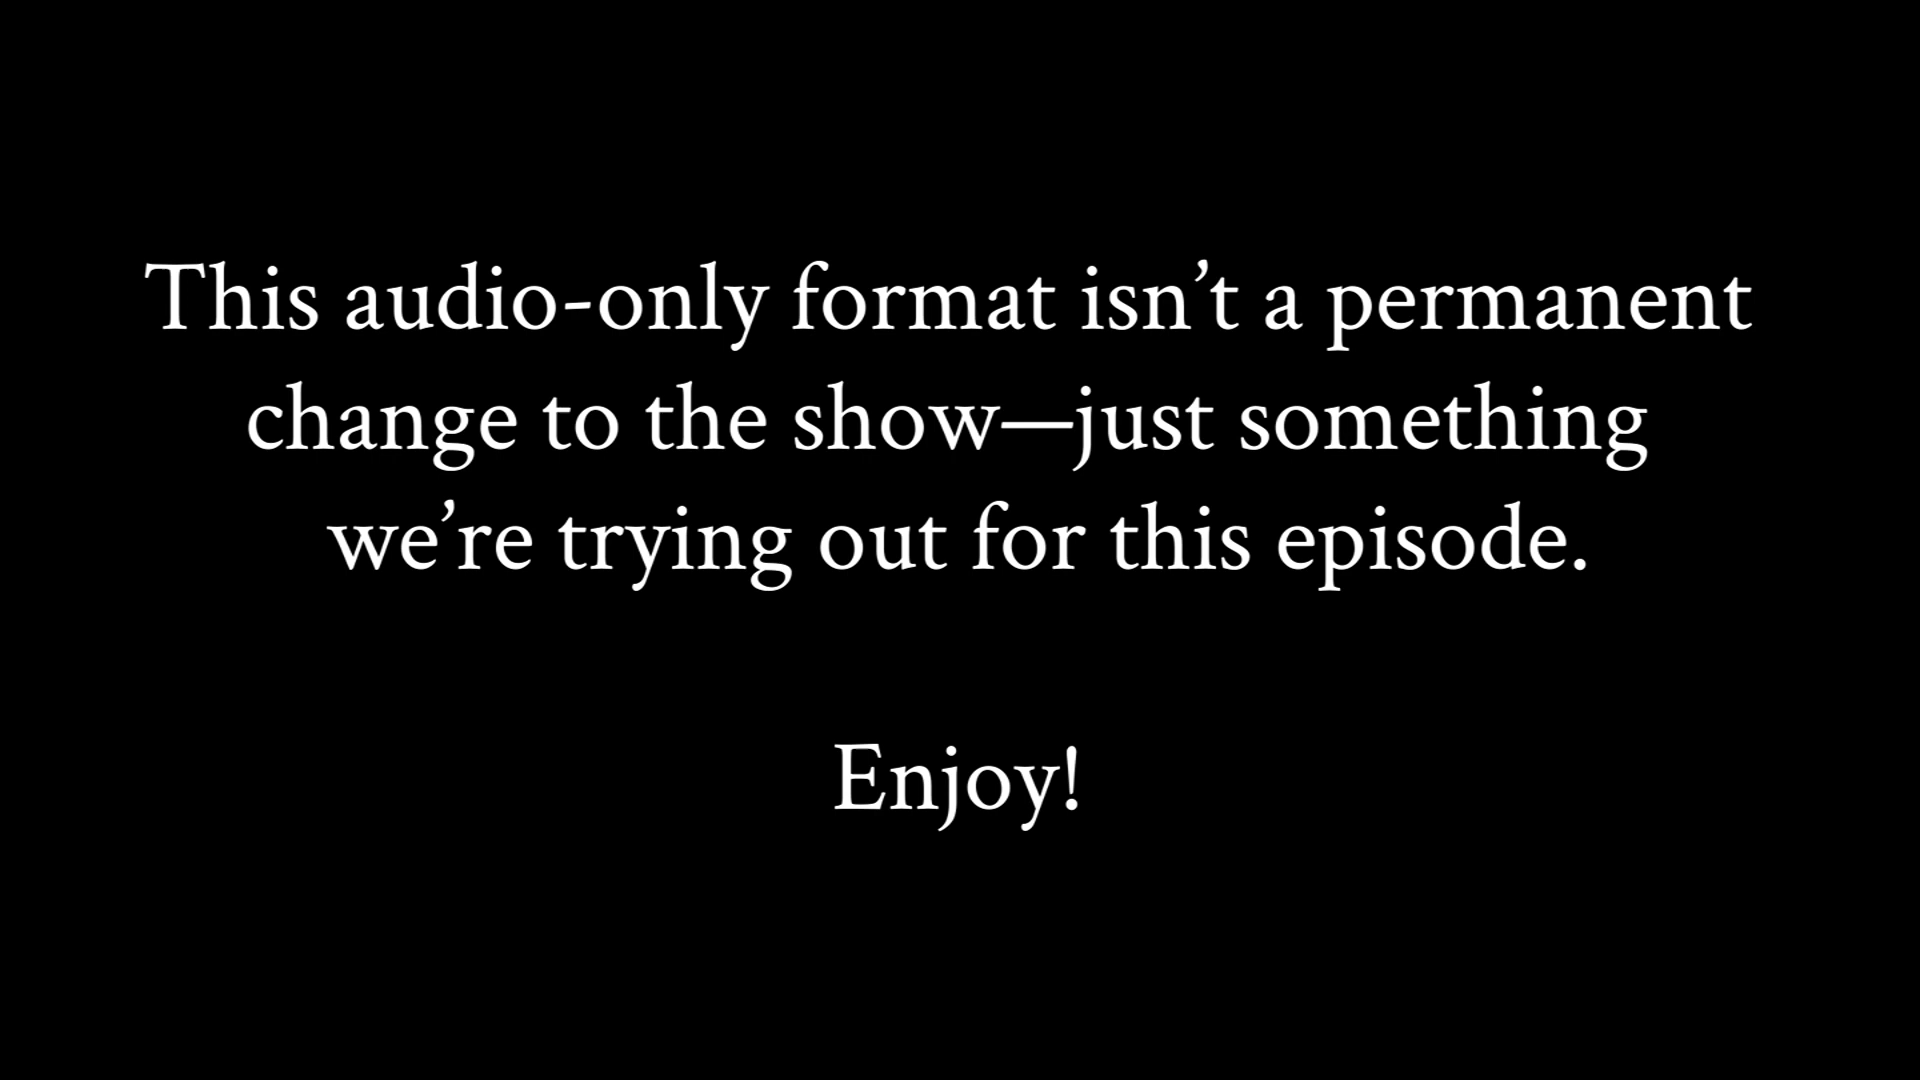 This audio-only format isn’t a permanent
change to the show—just something
we’re trying out for this episode.
Enjoy!